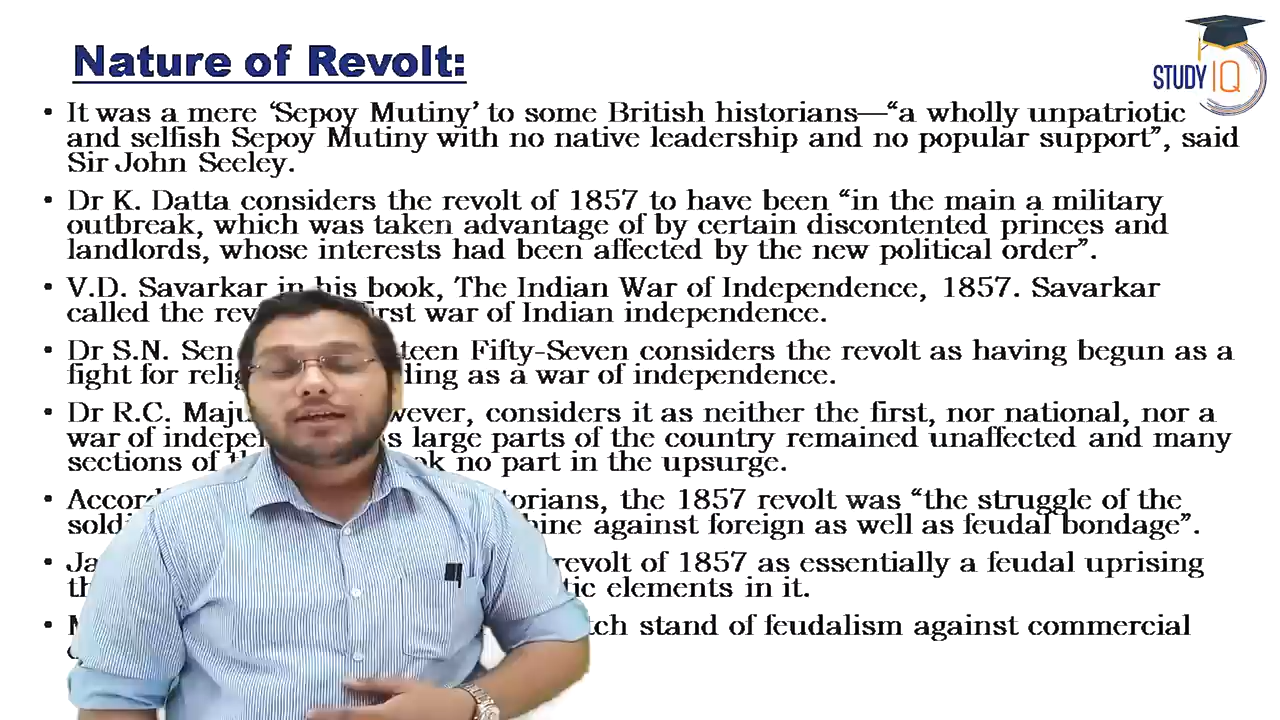 Nature of Revolt:
STUDY IQ
• It was a mere ‘Sepoy Mutiny’ to some British historians—“a wholly unpatriotic
and selfish Sepoy Mutiny with no native leadership and no popular support”, said
Sir John Seeley.
• Dr K. Datta considers the revolt of 1857 to have been “in the main a military
outbreak, which was taken advantage of by certain discontented princes and
landlords, whose interests had been affected by the new political order”.
• V.D. Savarkar in his book, The Indian War of Independence, 1857. Savarkar
called the rev irst war of Indian independence.
• Dr S.N. Sen teen Fifty-Seven considers the revolt as having begun as a
fight for relig ding as a war of independence.
• Dr R.C. Maju wever, considers it as neither the first, nor national, nor a
war of indepen s large parts of the country remained unaffected and many
sections of th ok no part in the upsurge.
• Accord torians, the 1857 revolt was “the struggle of the
soldi hine against foreign as well as feudal bondage”.
• Ja revolt of 1857 as essentially a feudal uprising
th tic elements in it.
• M tch stand of feudalism against commercial